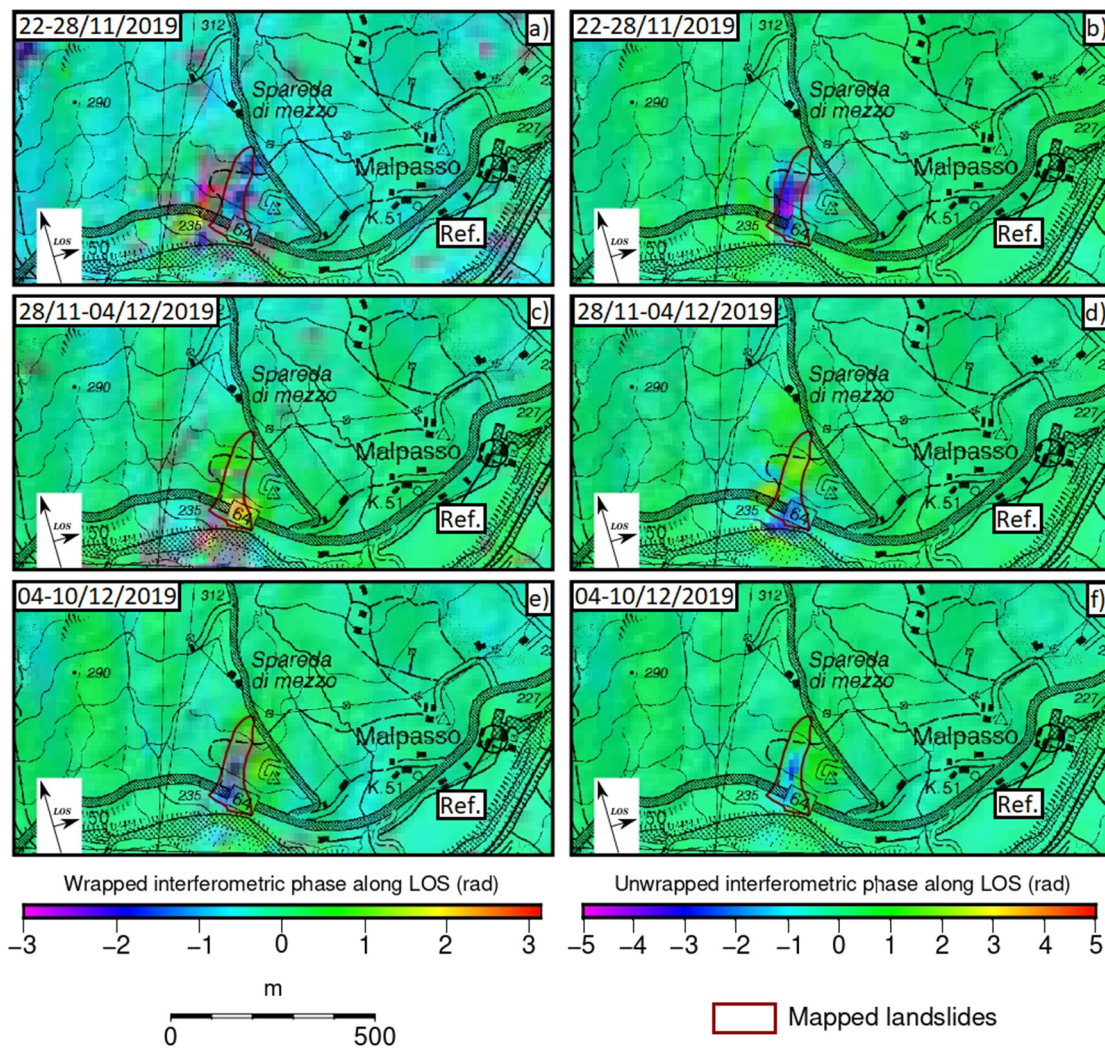 22-28/11/2019
a)
312
290
Spareda
di mezzo
Malpasso
227
235
64
K.51
50
LOS
Ref.
22-28/11/2019
b)
312
290
Spareda
di mezzo
Malpasso
227
235
64
K.51
50
LOS
Ref.
28/11-04/12/2019
c)
290
Spareda
di mezzo
Malpasso
227
235
64
K.51
50
LOS
Ref.
28/11-04/12/2019
d)
290
Spareda
di mezzo
Malpasso
227
235
64
K.51
50
LOS
Ref.
04-10/12/2019
e)
312
290
Spareda
di mezzo
Malpasso
227
235
64
K.51
50
LOS
Ref.
04-10/12/2019
f)
312
290
Spareda
di mezzo
Malpasso
227
235
64
K.51
50
LOS
Ref.
Wrapped interferometric phase along LOS (rad)
−3 −2 −1 0 1 2 3
Unwrapped interferometric phase along LOS (rad)
−5 −4 −3 −2 −1 0 1 2 3 4 5
m
0 500
Mapped landslides